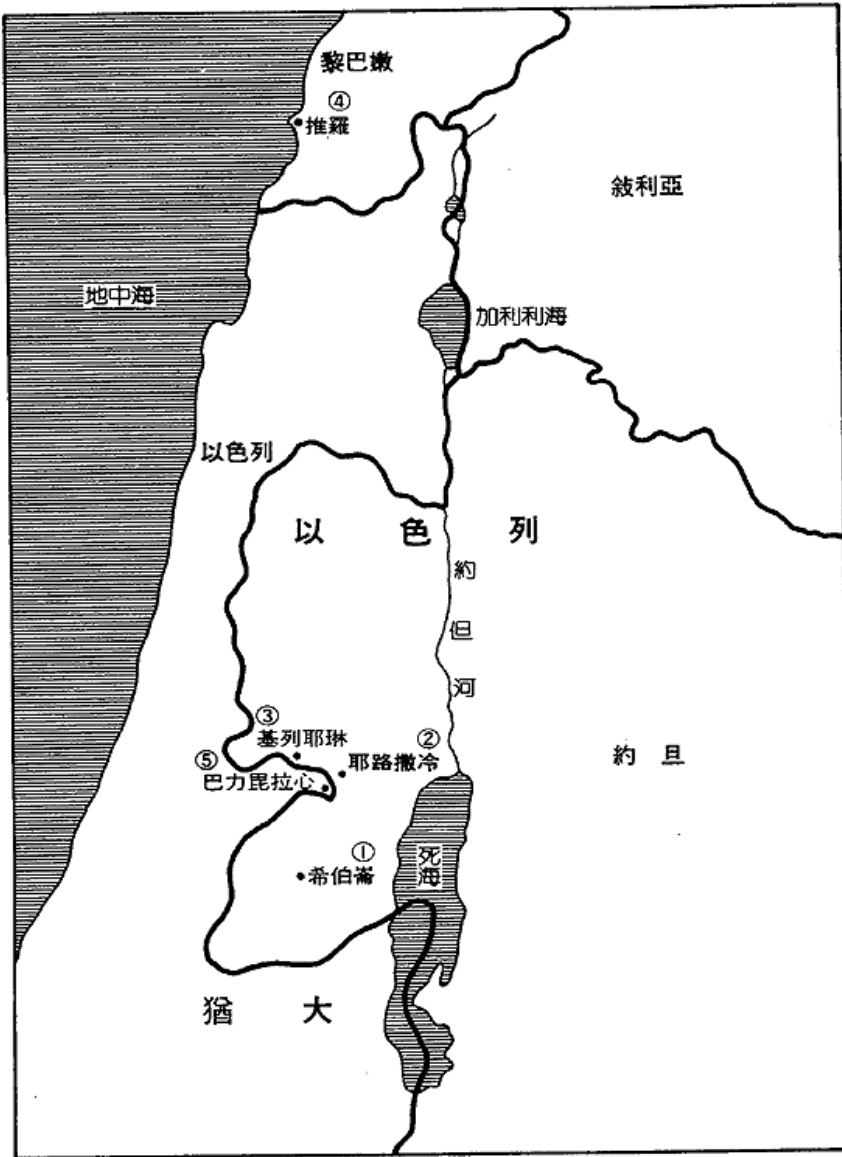 黎巴嫩
④
推羅
敍利亞
地中海
加利利海
以色列
以色列
約但河
③
基列耶琳
②
耶路撒冷
⑤
巴力毘拉心
約旦
①
希伯崙
死海
猶大